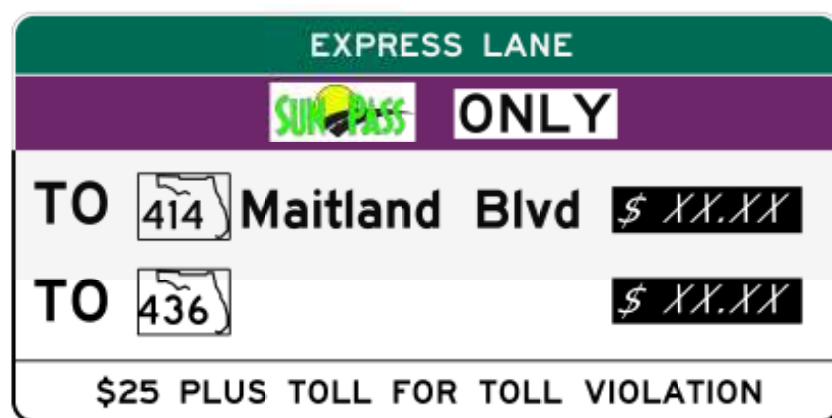 EXPRESS LANE
SUNPASS ONLY
TO 414 Maitland Blvd $ XX.XX
TO 436 $ XX.XX
$25 PLUS TOLL FOR TOLL VIOLATION